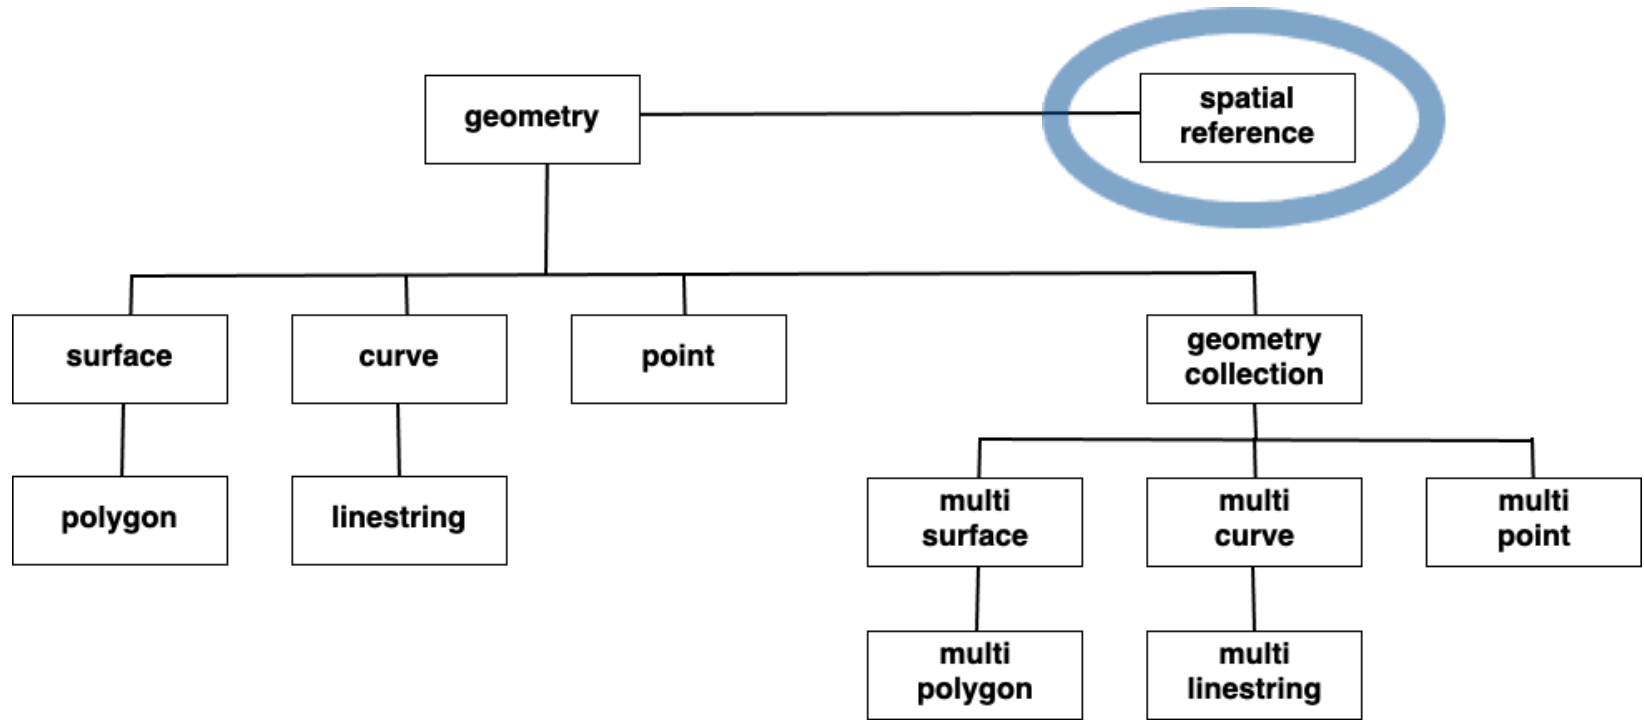 geometry
spatial
reference
surface
curve
point
geometry
collection
polygon
linestring
multi
surface
multi
curve
multi
point
multi
polygon
multi
linestring